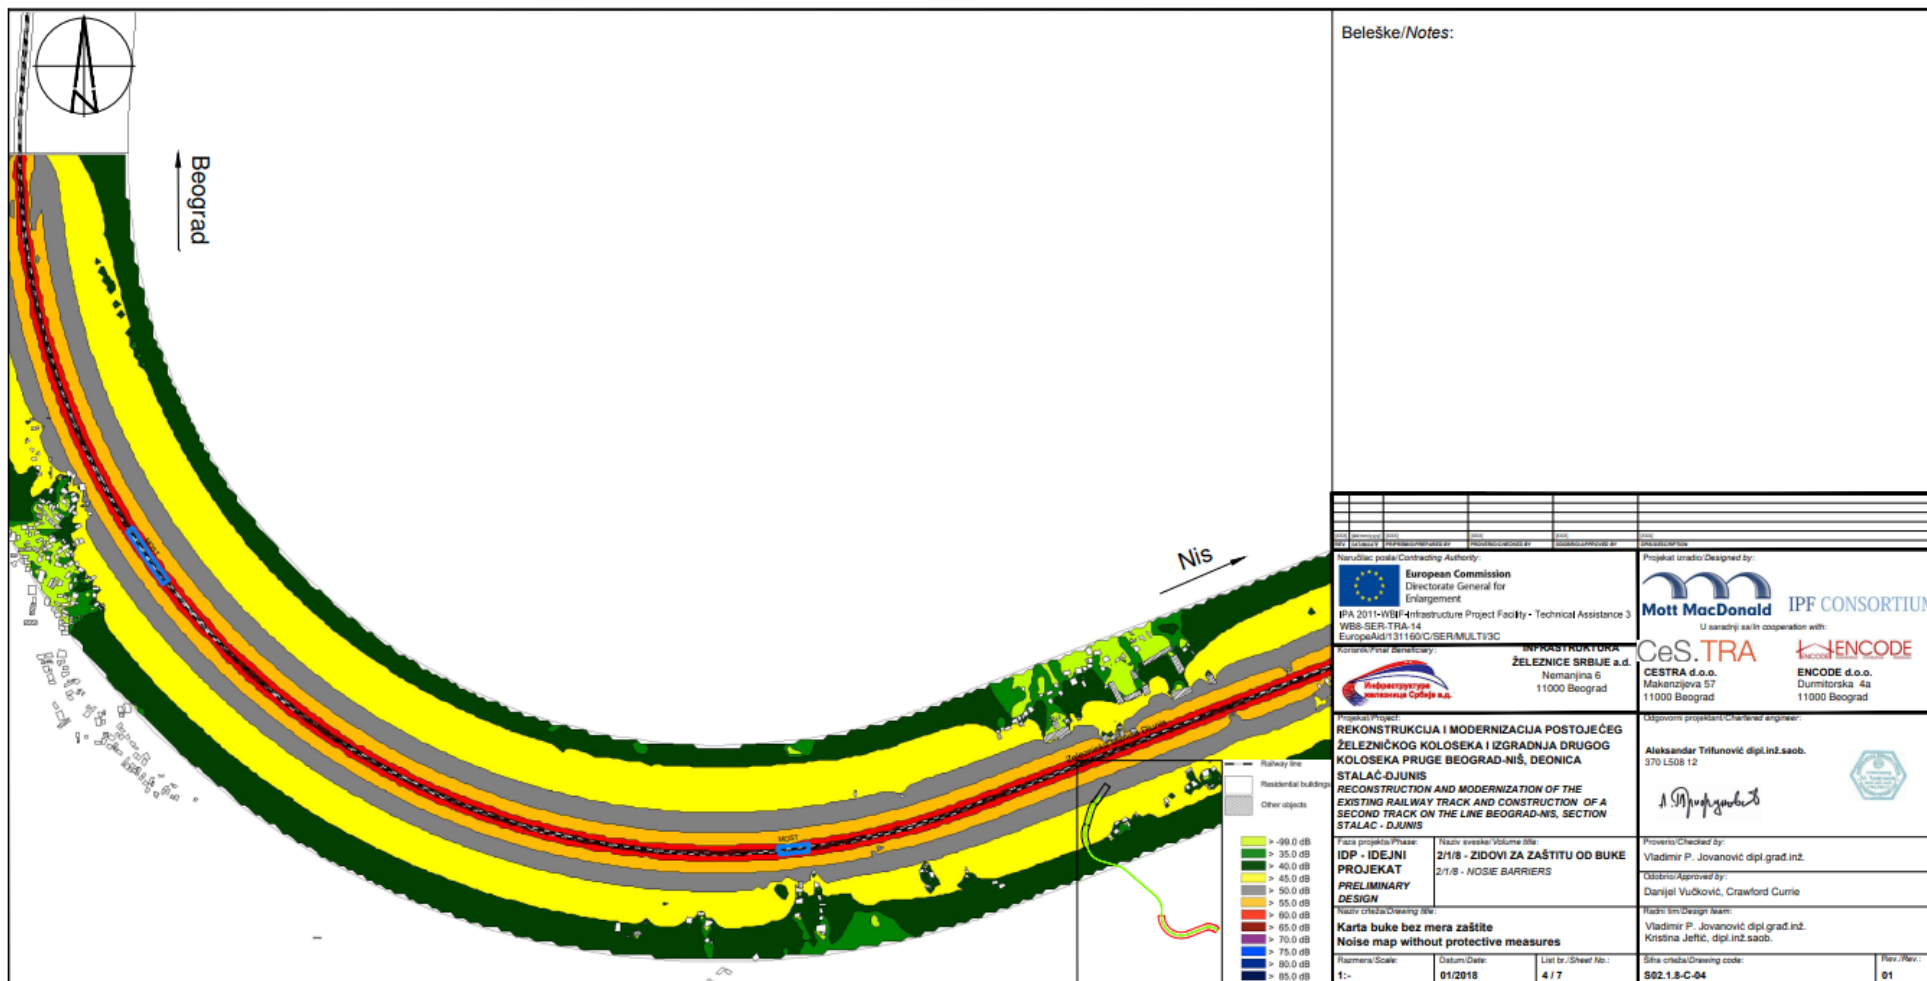 Beleške/Notes:
Beograd
MOST
Nis
MOST
Railway line
Residential buildings
Other objects
> -99.0 dB
> 35.0 dB
> 40.0 dB
> 45.0 dB
> 50.0 dB
> 55.0 dB
> 60.0 dB
> 65.0 dB
> 70.0 dB
> 75.0 dB
> 80.0 dB
> 85.0 dB
Naručilac posla/Contracting Authority:
European Commission
Directorate General for
Enlargement
IPA 2011-WBIF-Infrastructure Project Facility - Technical Assistance 3
WB8-SER-TRA-14
EuropeAid/131160/C/SER/MULTI/3C
Projekat izradio/Designed by:
Mott MacDonald
IPF CONSORTIUM
U saradnji sa/In cooperation with:
CeS.TRA
ENCODE
ENCODE
CESTRA d.o.o.
Makenzijeva 57
11000 Beograd
ENCODE d.o.o.
Durmitorska 4a
11000 Beograd
Korisnik/Final Beneficiary:
Инфраструктура
железнице Србије а.д.
INFRASTRUKTURA
ŽELEZNICE SRBIJE a.d.
Nemanjina 6
11000 Beograd
Projekat/Project:
REKONSTRUKCIJA I MODERNIZACIJA POSTOJEĆEG
ŽELEZNIČKOG KOLOSEKA I IZGRADNJA DRUGOG
KOLOSEKA PRUGE BEOGRAD-NIŠ, DEONICA
STALAĆ-DJUNIS
RECONSTRUCTION AND MODERNIZATION OF THE
EXISTING RAILWAY TRACK AND CONSTRUCTION OF A
SECOND TRACK ON THE LINE BEOGRAD-NIS, SECTION
STALAC - DJUNIS
Odgovorni projektant/Chartered engineer:
Aleksandar Trifunović dipl.inž.saob.
370 L508 12
Faza projekta/Phase:
IDP - IDEJNI
PROJEKAT
PRELIMINARY
DESIGN
Naziv sveske/Volume title:
2/1/8 - ZIDOVI ZA ZAŠTITU OD BUKE
2/1/8 - NOSIE BARRIERS
Proverio/Checked by:
Vladimir P. Jovanović dipl.građ.inž.
Odobrio/Approved by:
Danijel Vučković, Crawford Currie
Naziv crteža/Drawing title:
Karta buke bez mera zaštite
Noise map without protective measures
Radni tim/Design team:
Vladimir P. Jovanović dipl.građ.inž.
Kristina Jeftić, dipl.inž.saob.
Razmera/Scale:
1:-
Datum/Date:
01/2018
List br./Sheet No.:
4 / 7
Šifra crteža/Drawing code:
S02.1.8-C-04
Rev./Rev.:
01